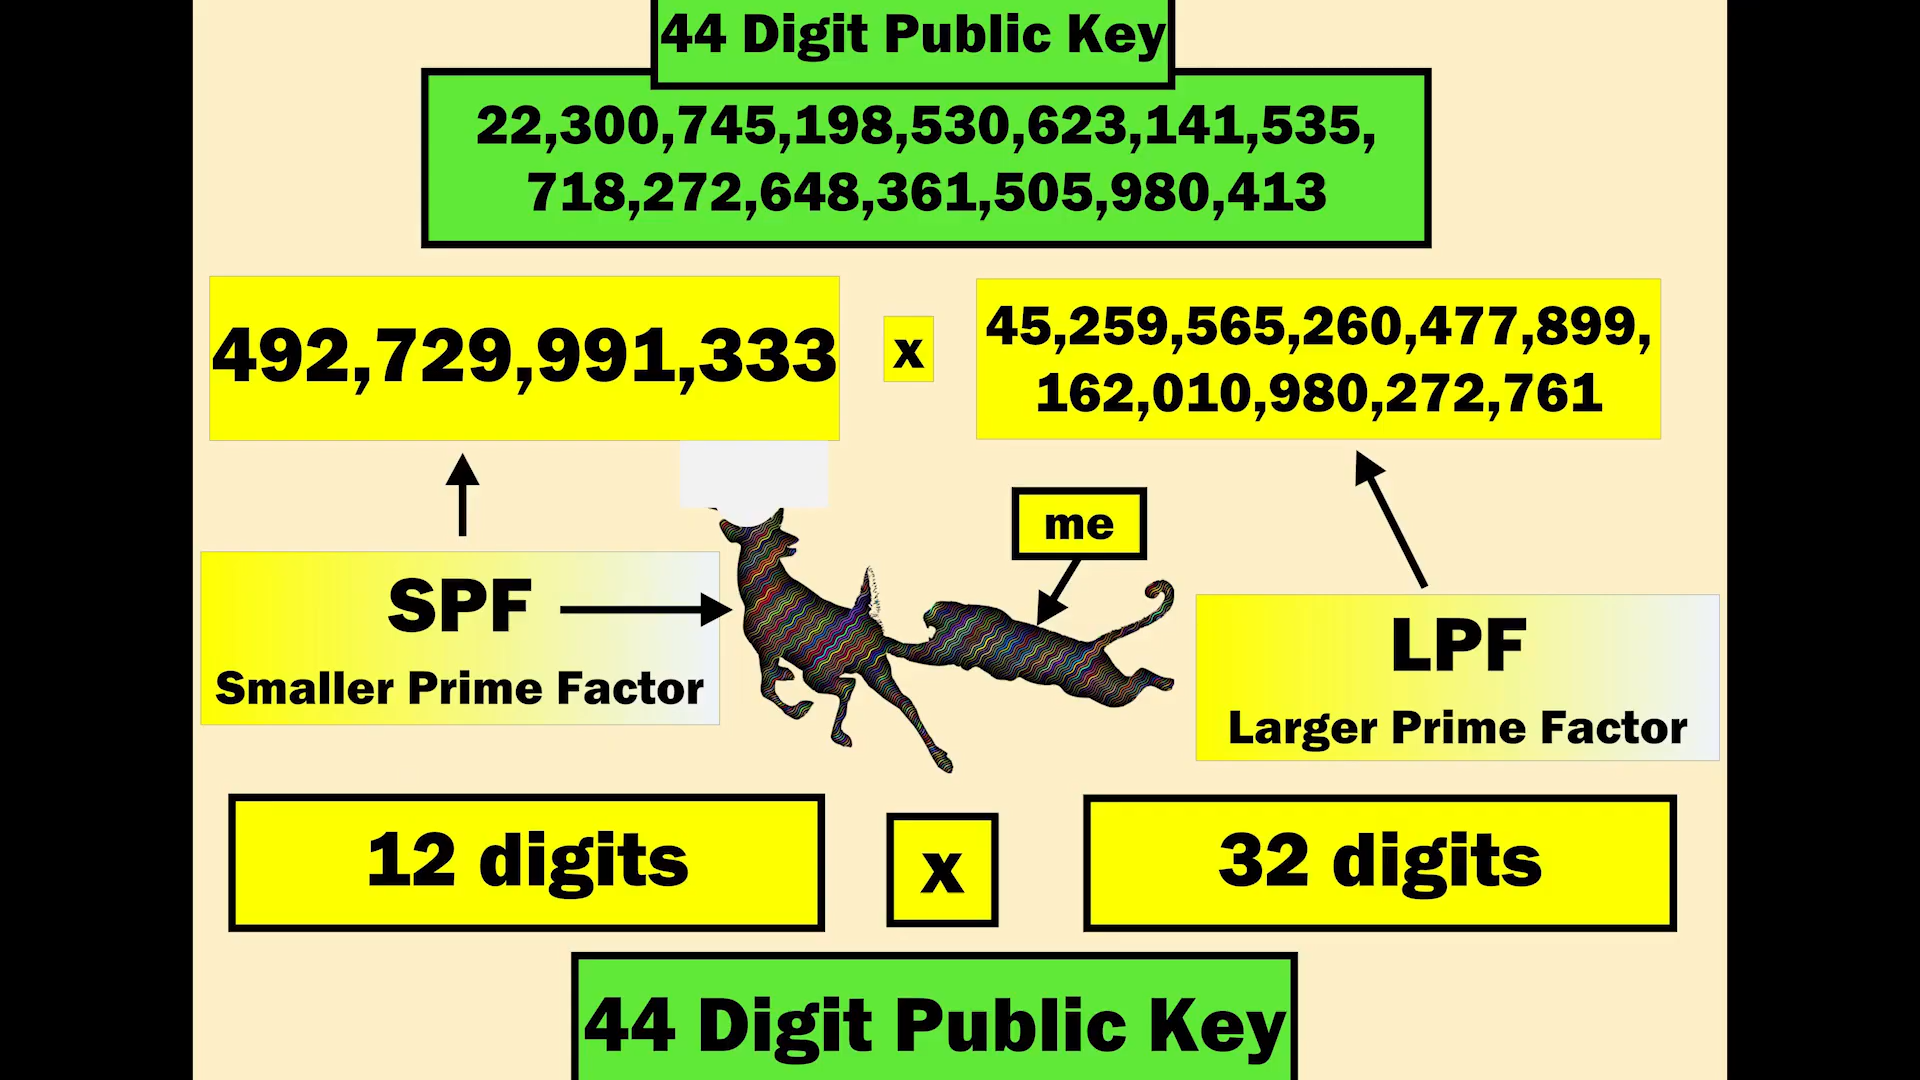 44 Digit Public Key
22,300,745,198,530,623,141,535,
718,272,648,361,505,980,413
492,729,991,333
x
45,259,565,260,477,899,
162,010,980,272,761
me
SPF
Smaller Prime Factor
LPF
Larger Prime Factor
12 digits
x
32 digits
44 Digit Public Key